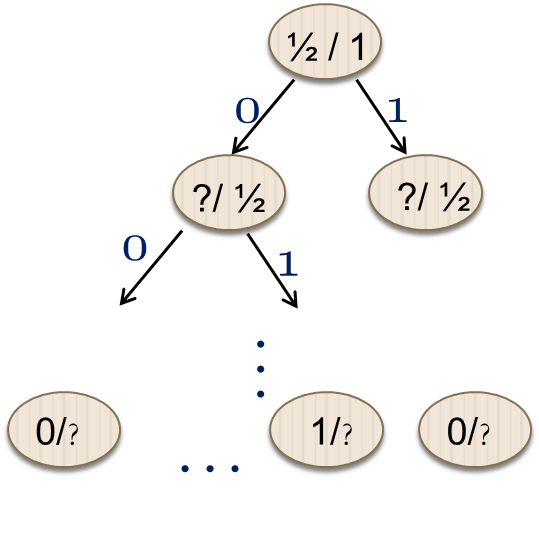 ½ / 1
0 1
?/ ½ ?/ ½
0 1
0/? ... 1/? 0/?